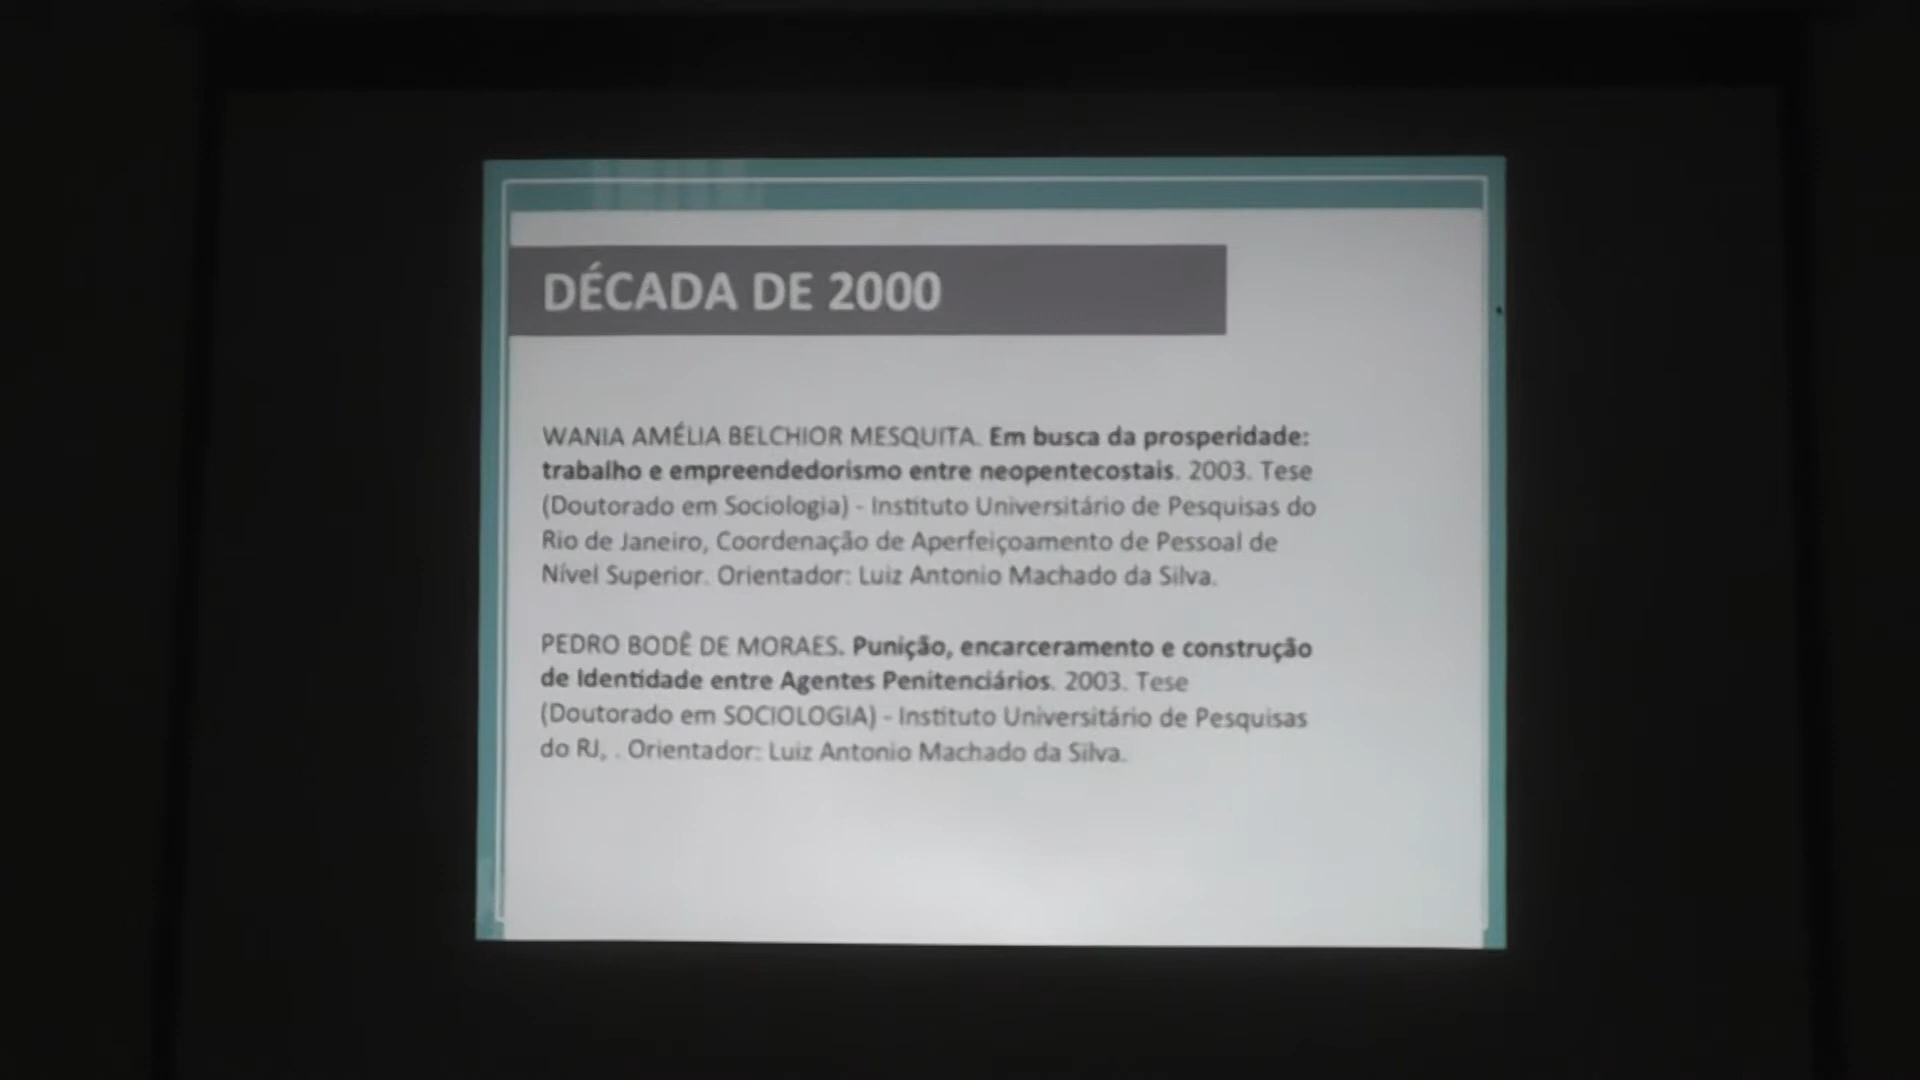 DÉCADA DE 2000
WANIA AMÉLIA BELCHIOR MESQUITA. Em busca da prosperidade:
trabalho e empreendedorismo entre neopentecostais. 2003. Tese
(Doutorado em Sociologia) - Instituto Universitário de Pesquisas do
Rio de Janeiro, Coordenação de Aperfeiçoamento de Pessoal de
Nível Superior. Orientador: Luiz Antonio Machado da Silva.
PEDRO BODÊ DE MORAES. Punição, encarceramento e construção
de Identidade entre Agentes Penitenciários. 2003. Tese
(Doutorado em SOCIOLOGIA) - Instituto Universitário de Pesquisas
do RJ, . Orientador: Luiz Antonio Machado da Silva.